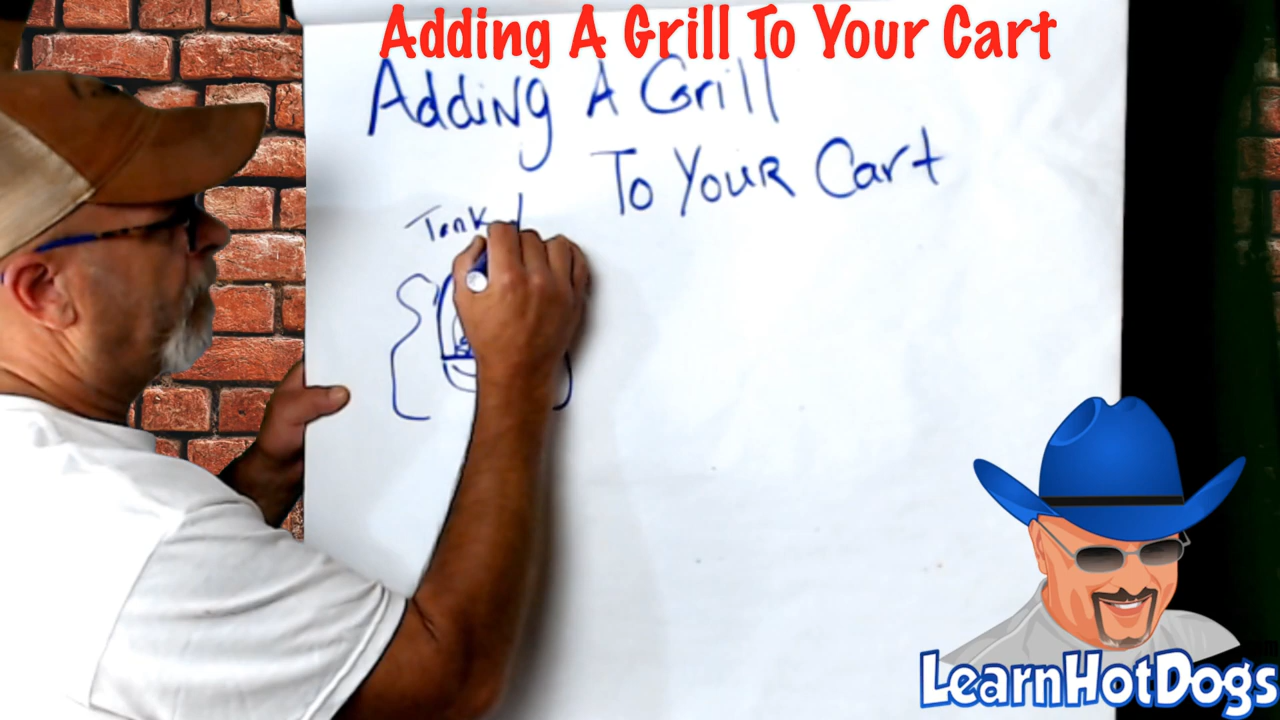 Adding A Grill To Your Cart
Adding A Grill
To Your Cart
Tank
LearnHotDogs